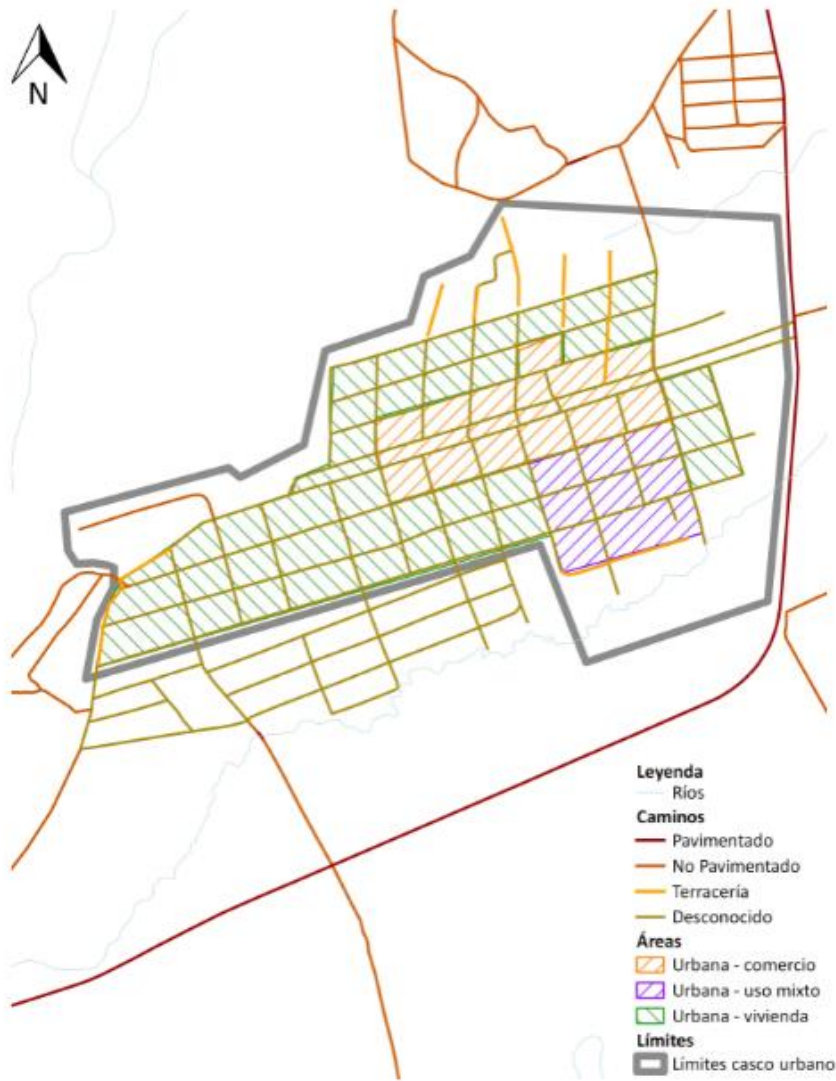 N
Leyenda
Ríos
Caminos
Pavimentado
No Pavimentado
Terracería
Desconocido
Áreas
Urbana - comercio
Urbana - uso mixto
Urbana - vivienda
Límites
Límites casco urbano